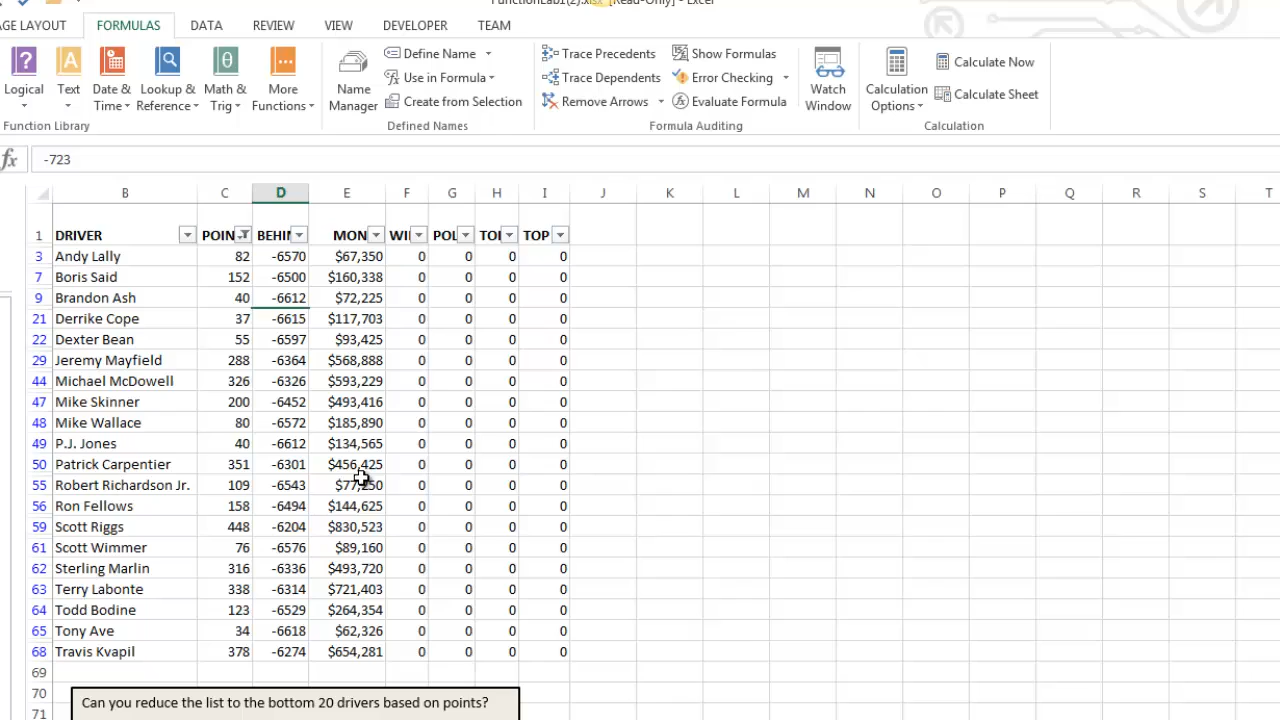 FunctionLab1(2).xlsx [Read-Only] - Excel
AGE LAYOUT FORMULAS DATA REVIEW VIEW DEVELOPER TEAM
Logical Text Date & Time Lookup & Reference Math & Trig More Functions Name Manager Define Name Use in Formula Create from Selection Trace Precedents Trace Dependents Remove Arrows Show Formulas Error Checking Evaluate Formula Watch Window Calculation Options Calculate Now Calculate Sheet
Function Library Defined Names Formula Auditing Calculation
fx -723
B C D E F G H I J K L M N O P Q R S T
1 DRIVER POIN BEHIN MON WI POL TO TOP
3 Andy Lally 82 -6570 $67,350 0 0 0 0
7 Boris Said 152 -6500 $160,338 0 0 0 0
9 Brandon Ash 40 -6612 $72,225 0 0 0 0
21 Derrike Cope 37 -6615 $117,703 0 0 0 0
22 Dexter Bean 55 -6597 $93,425 0 0 0 0
29 Jeremy Mayfield 288 -6364 $568,888 0 0 0 0
44 Michael McDowell 326 -6326 $593,229 0 0 0 0
47 Mike Skinner 200 -6452 $493,416 0 0 0 0
48 Mike Wallace 80 -6572 $185,890 0 0 0 0
49 P.J. Jones 40 -6612 $134,565 0 0 0 0
50 Patrick Carpentier 351 -6301 $456,425 0 0 0 0
55 Robert Richardson Jr. 109 -6543 0 0 0 0
56 Ron Fellows 158 -6494 $144,625 0 0 0 0
59 Scott Riggs 448 -6204 $830,523 0 0 0 0
61 Scott Wimmer 76 -6576 $89,160 0 0 0 0
62 Sterling Marlin 316 -6336 $493,720 0 0 0 0
63 Terry Labonte 338 -6314 $721,403 0 0 0 0
64 Todd Bodine 123 -6529 $264,354 0 0 0 0
65 Tony Ave 34 -6618 $62,326 0 0 0 0
68 Travis Kvapil 378 -6274 $654,281 0 0 0 0
69
70
Can you reduce the list to the bottom 20 drivers based on points?
71